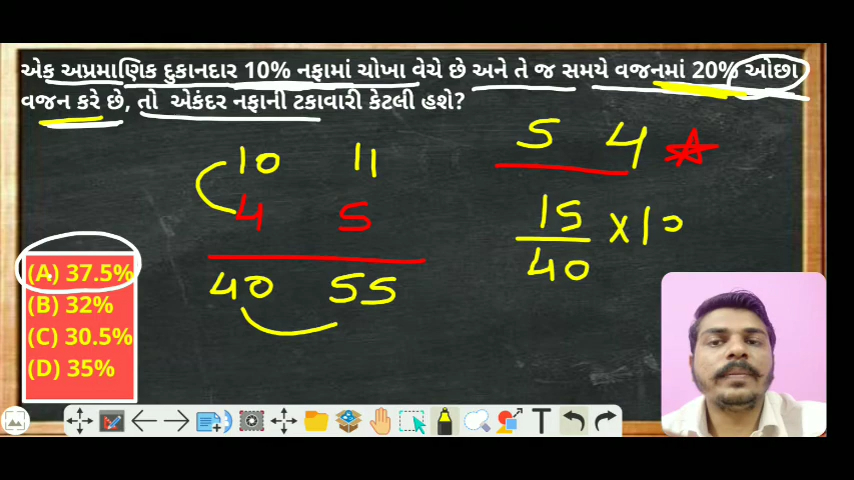 એક અપ્રમાણિક દુકાનદાર 10% નફામાં ચોખા વેચે છે અને તે જ સમયે વજનમાં 20% ઓછા
વજન કરે છે, તો એકંદર નફાની ટકાવારી કેટલી હશે?
10 11
4 5
40 55
5 4
15
40
×10
(A) 37.5%
(B) 32%
(C) 30.5%
(D) 35%
T